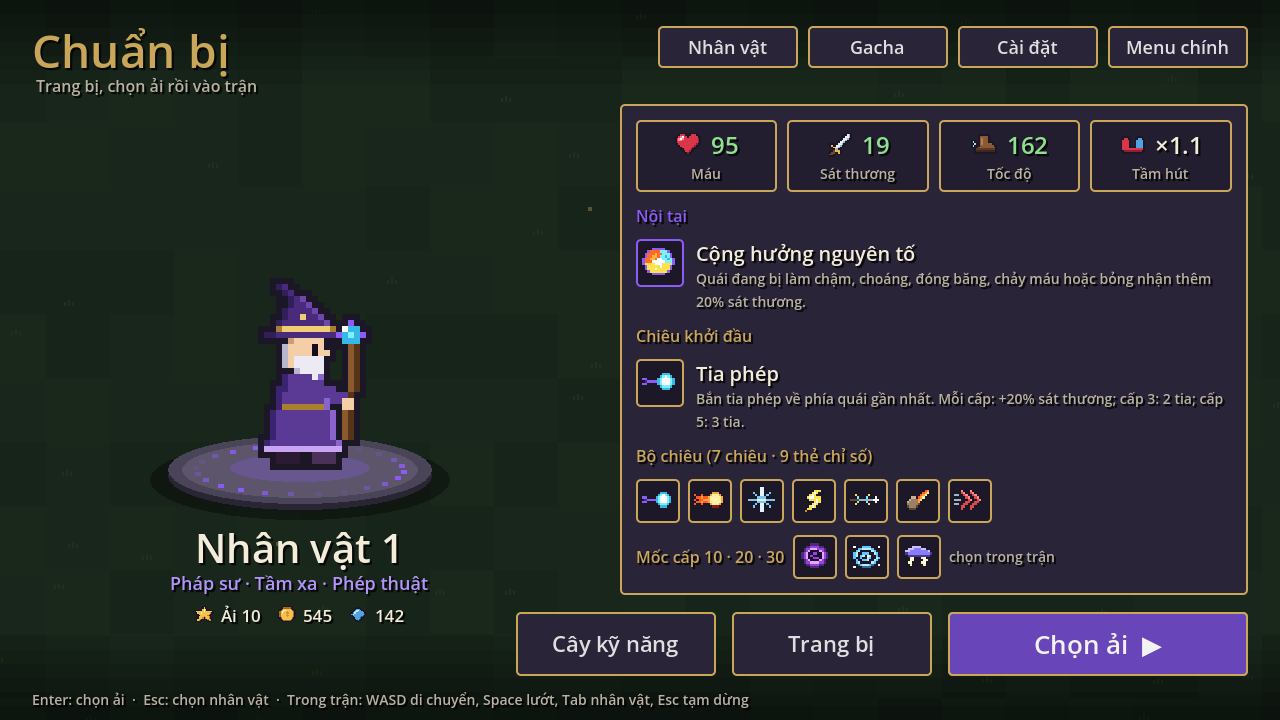 Chuẩn bị
Trang bị, chọn ải rồi vào trận
Nhân vật
Gacha
Cài đặt
Menu chính
95
Máu
19
Sát thương
162
Tốc độ
×1.1
Tầm hút
Nội tại
Cộng hưởng nguyên tố
Quái đang bị làm chậm, choáng, đóng băng, chảy máu hoặc bỏng nhận thêm
20% sát thương.
Chiêu khởi đầu
Tia phép
Bắn tia phép về phía quái gần nhất. Mỗi cấp: +20% sát thương; cấp 3: 2 tia; cấp
5: 3 tia.
Bộ chiêu (7 chiêu · 9 thẻ chỉ số)
Mốc cấp 10 · 20 · 30
chọn trong trận
Nhân vật 1
Pháp sư · Tầm xa · Phép thuật
Ải 10 545 142
Cây kỹ năng
Trang bị
Chọn ải ▶
Enter: chọn ải · Esc: chọn nhân vật · Trong trận: WASD di chuyển, Space lướt, Tab nhân vật, Esc tạm dừng